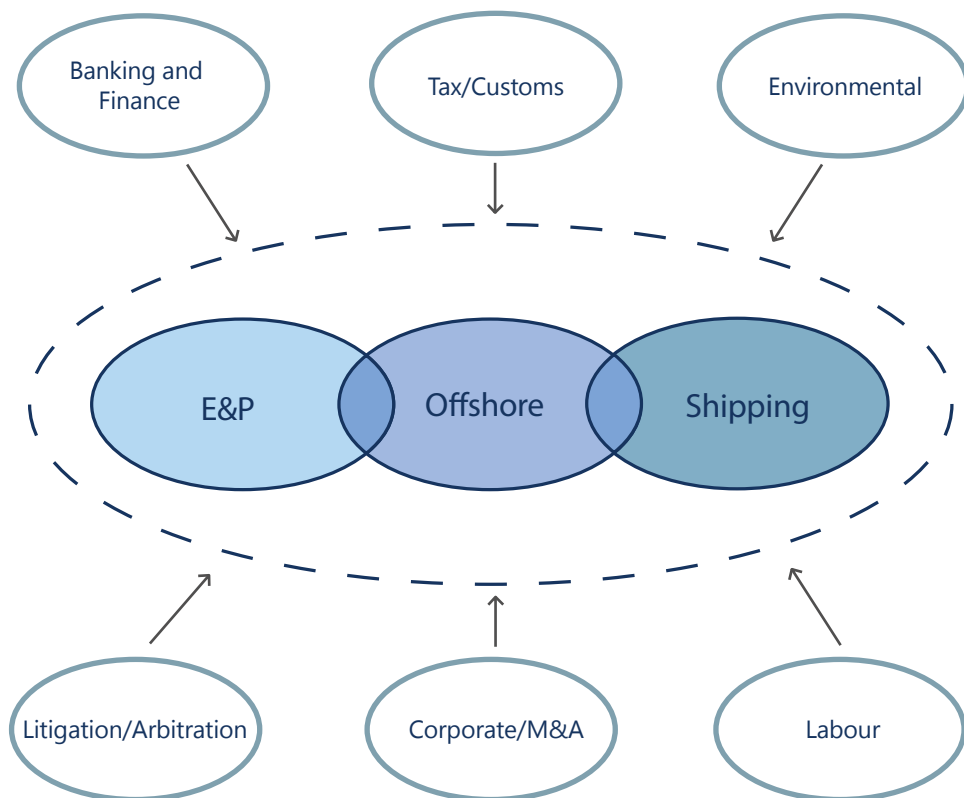 Banking and
Finance
Tax/Customs
Environmental
E&P
Offshore
Shipping
Litigation/Arbitration
Corporate/M&A
Labour